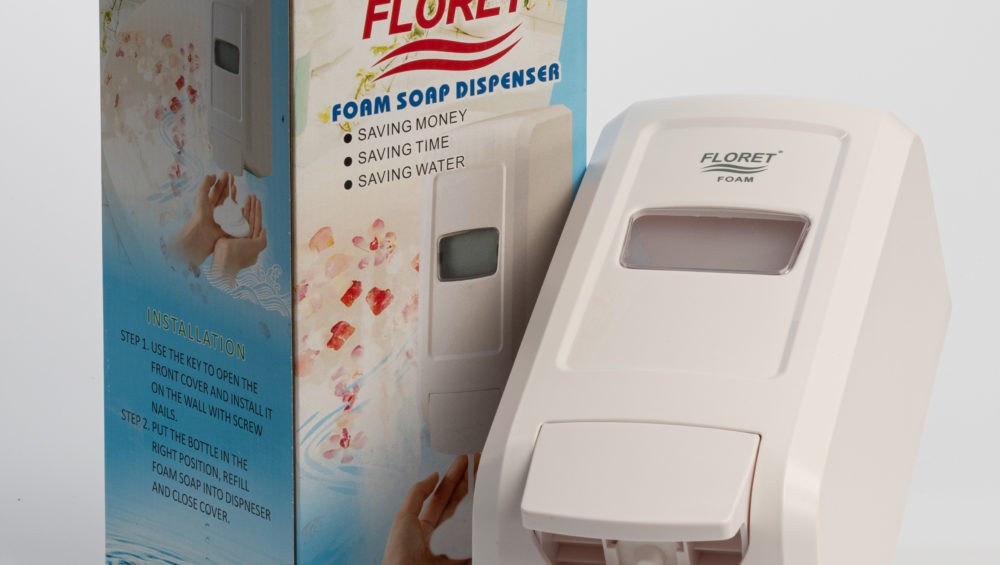 FLORET
FOAM SOAP DISPENSER
SAVING MONEY
SAVING TIME
SAVING WATER
INSTALLATION
STEP 1. USE THE KEY TO OPEN THE
FRONT COVER AND INSTALL IT
ON THE WALL WITH SCREW
NAILS.
STEP 2. PUT THE BOTTLE IN THE
RIGHT POSITION, REFILL
FOAM SOAP INTO DISPNESER
AND CLOSE COVER.
FLORET
FOAM